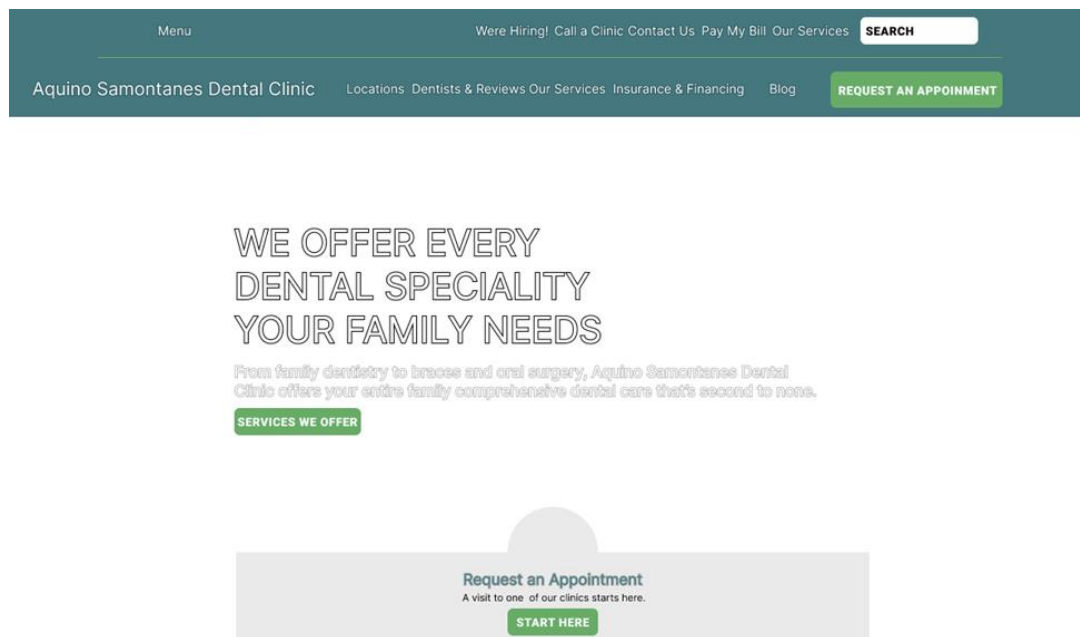 Menu
Were Hiring! Call a Clinic Contact Us Pay My Bill Our Services SEARCH
Aquino Samontanes Dental Clinic Locations Dentists & Reviews Our Services Insurance & Financing Blog REQUEST AN APPOINMENT
WE OFFER EVERY
DENTAL SPECIALITY
YOUR FAMILY NEEDS
From family dentistry to braces and oral surgery, Aquino Samontanes Dental
Clinic offers your entire family comprehensive dental care that's second to none.
SERVICES WE OFFER
Request an Appointment
A visit to one of our clinics starts here.
START HERE